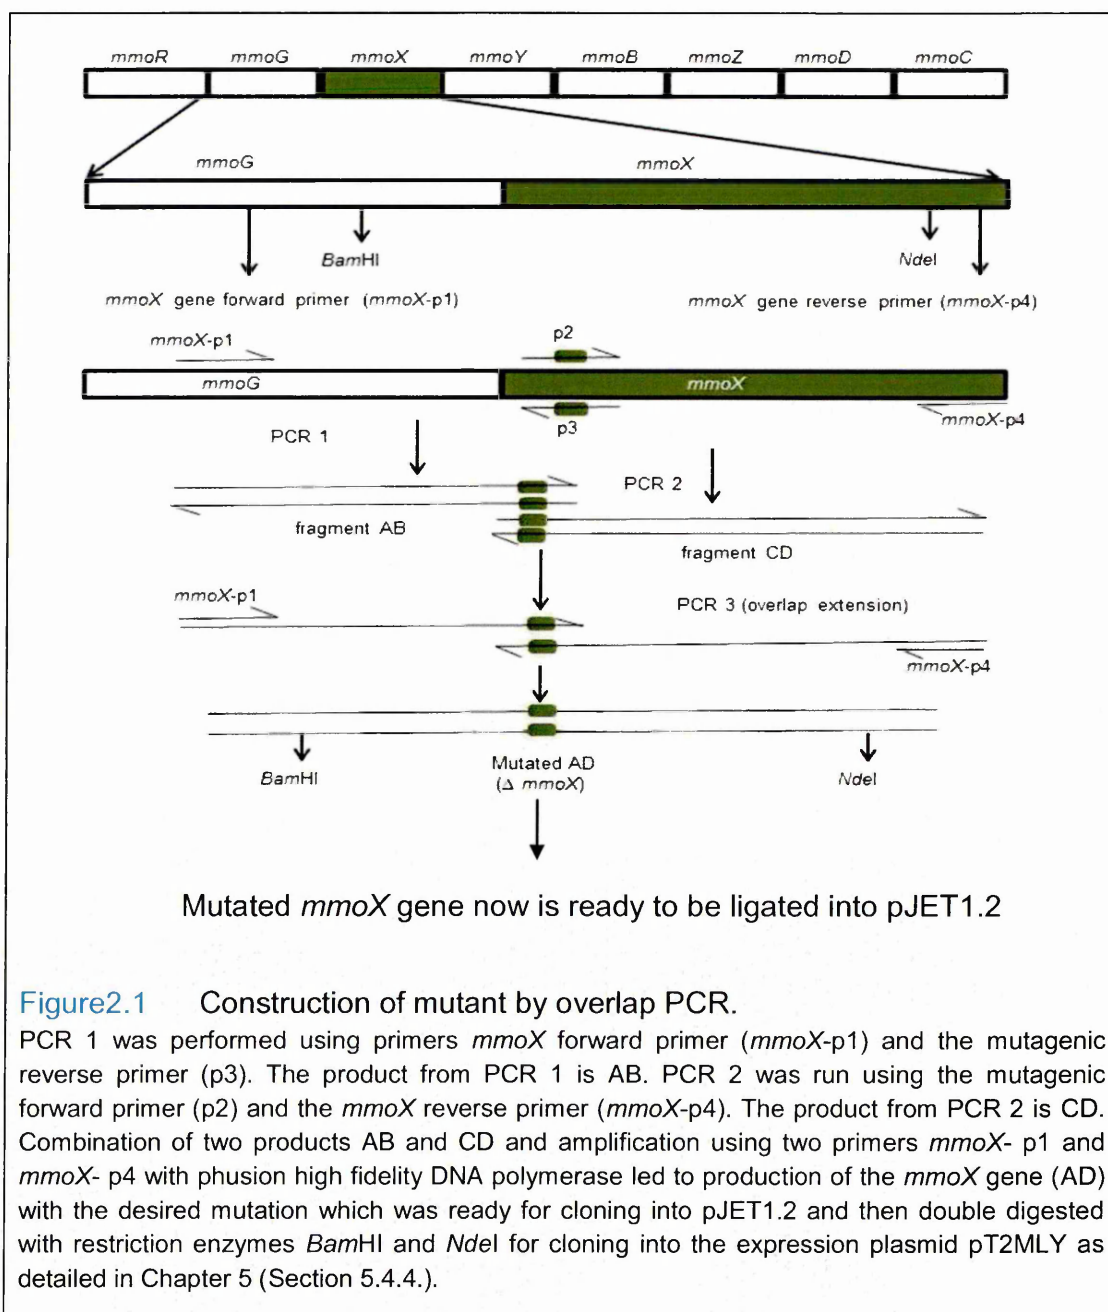 mmoR mmoG mmoX mmoY mmoB mmoZ mmoD mmoC
mmoG mmoX
BamHI NdeI
mmoX gene forward primer (mmoX-p1) mmoX gene reverse primer (mmoX-p4)
mmoX-p1 p2
mmoG mmoX
p3 mmoX-p4
PCR 1
PCR 2
fragment AB
fragment CD
mmoX-p1 PCR 3 (overlap extension)
mmoX-p4
BamHI Mutated AD NdeI
(Δ mmoX)
Mutated mmoX gene now is ready to be ligated into pJET1.2
Figure2.1 Construction of mutant by overlap PCR.
PCR 1 was performed using primers mmoX forward primer (mmoX-p1) and the mutagenic
reverse primer (p3). The product from PCR 1 is AB. PCR 2 was run using the mutagenic
forward primer (p2) and the mmoX reverse primer (mmoX-p4). The product from PCR 2 is CD.
Combination of two products AB and CD and amplification using two primers mmoX- p1 and
mmoX- p4 with phusion high fidelity DNA polymerase led to production of the mmoX gene (AD)
with the desired mutation which was ready for cloning into pJET1.2 and then double digested
with restriction enzymes BamHI and NdeI for cloning into the expression plasmid pT2MLY as
detailed in Chapter 5 (Section 5.4.4.).